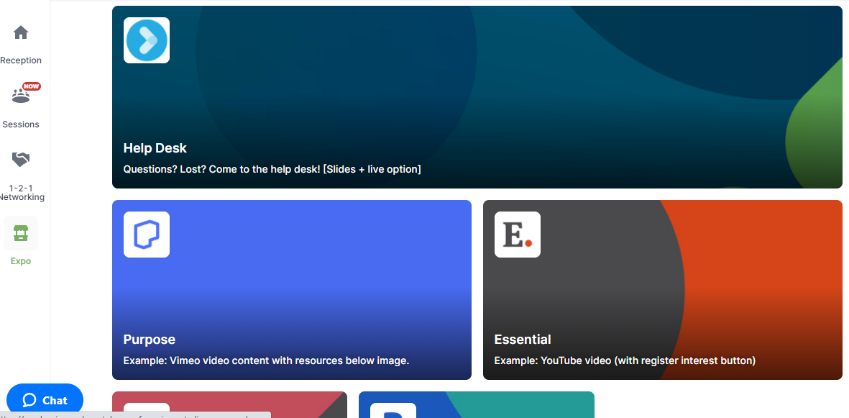 Reception
NOW
Sessions
1-2-1
Networking
Expo
Chat
Help Desk
Questions? Lost? Come to the help desk! [Slides + live option]
Purpose
Example: Vimeo video content with resources below image.
E.
Essential
Example: YouTube video (with register interest button)